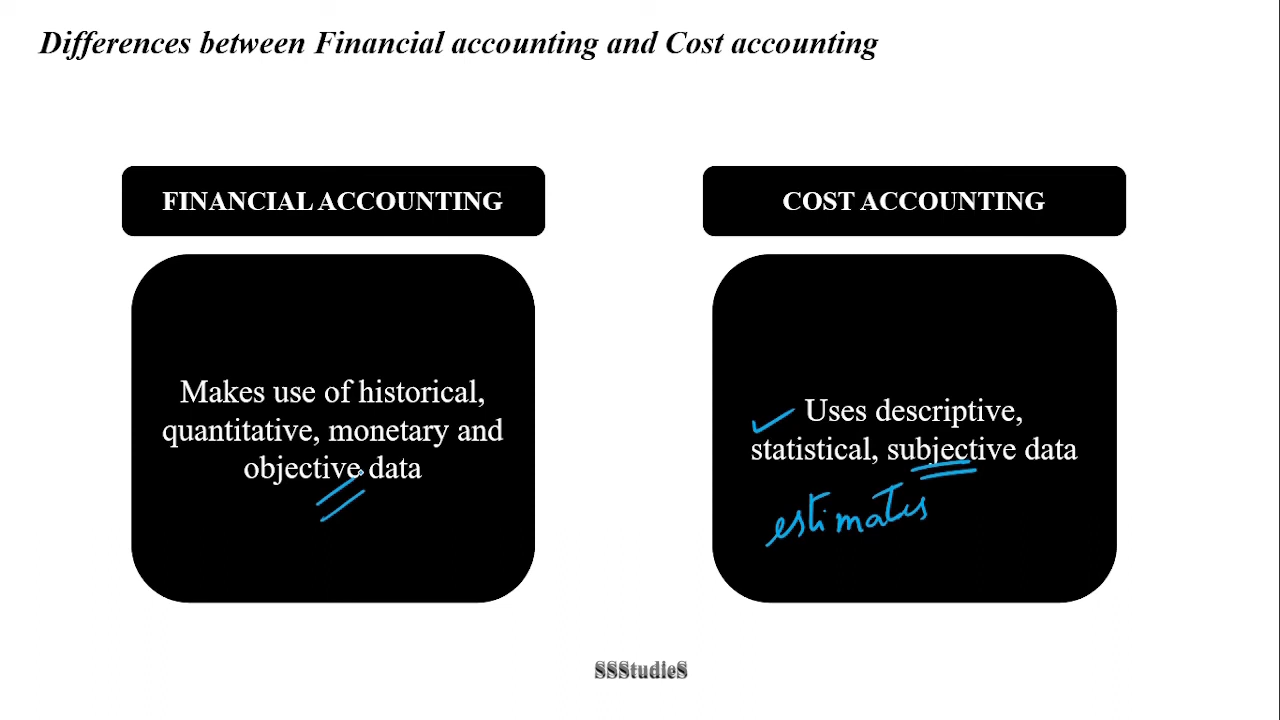 Differences between Financial accounting and Cost accounting
FINANCIAL ACCOUNTING
Makes use of historical,
quantitative, monetary and
objective data
COST ACCOUNTING
Uses descriptive,
statistical, subjective data
estimates
SSStudieS